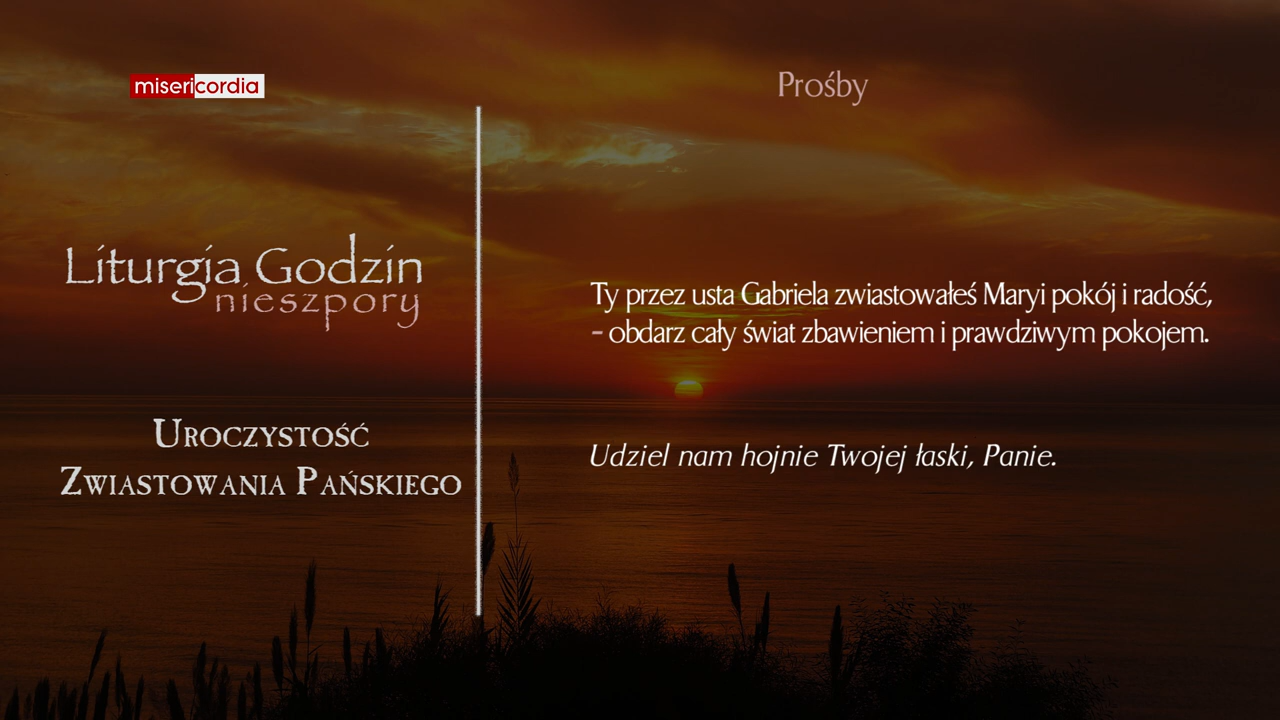 misericordia
Liturgia Godzin
nieszpory
Uroczystość
Zwiastowania Pańskiego
Prośby
Ty przez usta Gabriela zwiastowałeś Maryi pokój i radość,
– obdarz cały świat zbawieniem i prawdziwym pokojem.
Udziel nam hojnie Twojej łaski, Panie.